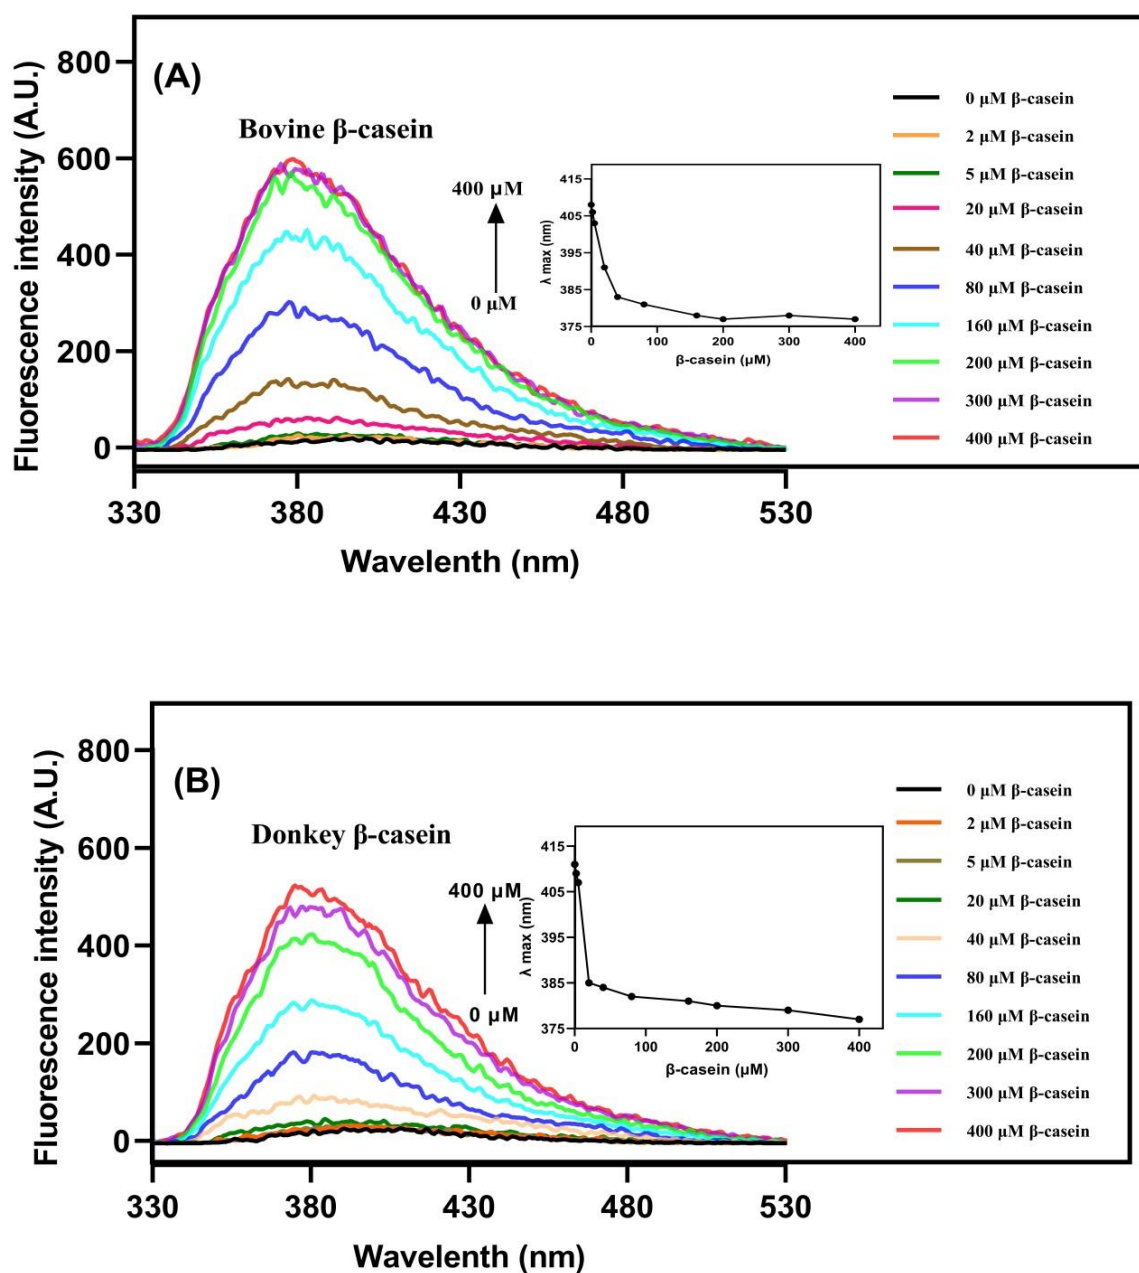 (A)
Bovine β-casein
Fluorescence intensity (A.U.)
800
600
400
200
0
330
380
430
480
530
Wavelenth (nm)
400 μM
0 μM
λ max (nm)
415
405
395
385
375
0
100
200
300
400
β-casein (μM)
0 μM β-casein
2 μM β-casein
5 μM β-casein
20 μM β-casein
40 μM β-casein
80 μM β-casein
160 μM β-casein
200 μM β-casein
300 μM β-casein
400 μM β-casein
(B)
Donkey β-casein
Fluorescence intensity (A.U.)
800
600
400
200
0
330
380
430
480
530
Wavelenth (nm)
400 μM
0 μM
λ max (nm)
415
405
395
385
375
0
100
200
300
400
β-casein (μM)
0 μM β-casein
2 μM β-casein
5 μM β-casein
20 μM β-casein
40 μM β-casein
80 μM β-casein
160 μM β-casein
200 μM β-casein
300 μM β-casein
400 μM β-casein